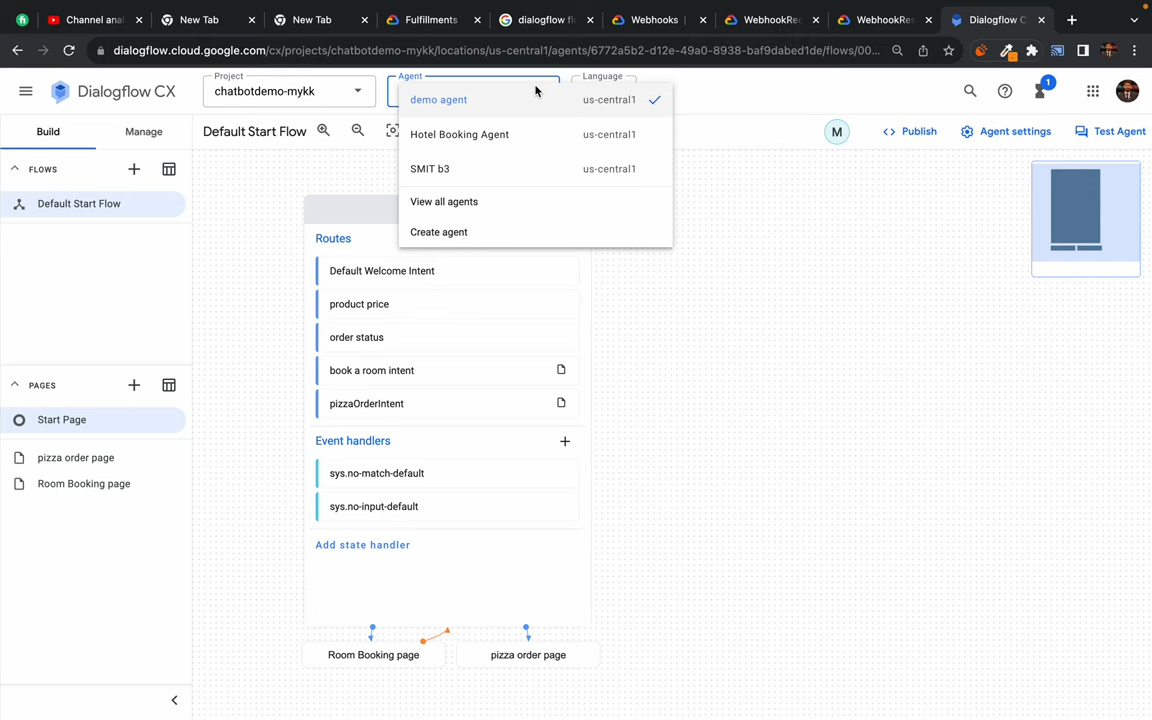 Channel anal
New Tab
New Tab
Fulfillments
dialogflow fi
Webhooks
WebhookRe
WebhookRes
Dialogflow C
dialogflow.cloud.google.com/cx/projects/chatbotdemo-mykk/locations/us-central1/agents/6772a5b2-d12e-49a0-8938-baf9dabed1de/flows/00...
Dialogflow CX
Project
chatbotdemo-mykk
Agent
Language
1
Build
Manage
Default Start Flow
M
Publish
Agent settings
Test Agent
demo agent us-central1
Hotel Booking Agent us-central1
SMIT b3 us-central1
View all agents
Create agent
FLOWS
Default Start Flow
PAGES
Start Page
pizza order page
Room Booking page
Routes
Default Welcome Intent
product price
order status
book a room intent
pizzaOrderIntent
Event handlers
sys.no-match-default
sys.no-input-default
Add state handler
Room Booking page
pizza order page